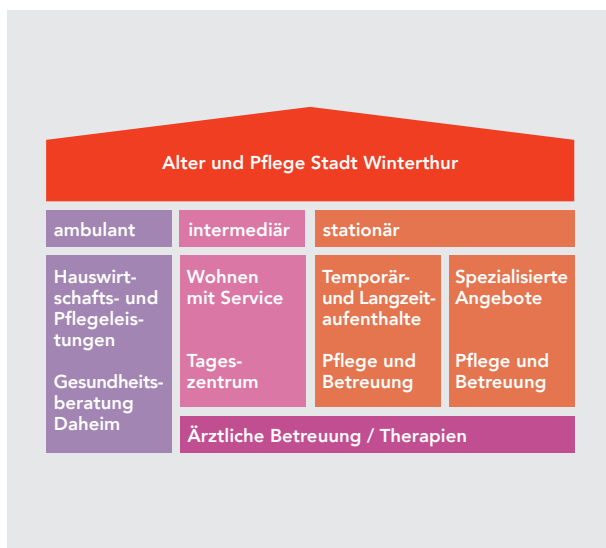 Alter und Pflege Stadt Winterthur
ambulant
intermediär
stationär
Hauswirt-
schafts- und
Pflegeleis-
tungen
Gesundheits-
beratung
Daheim
Wohnen
mit Service
Tages-
zentrum
Temporär-
und Langzeit-
aufenthalte
Pflege und
Betreuung
Spezialisierte
Angebote
Pflege und
Betreuung
Ärztliche Betreuung / Therapien